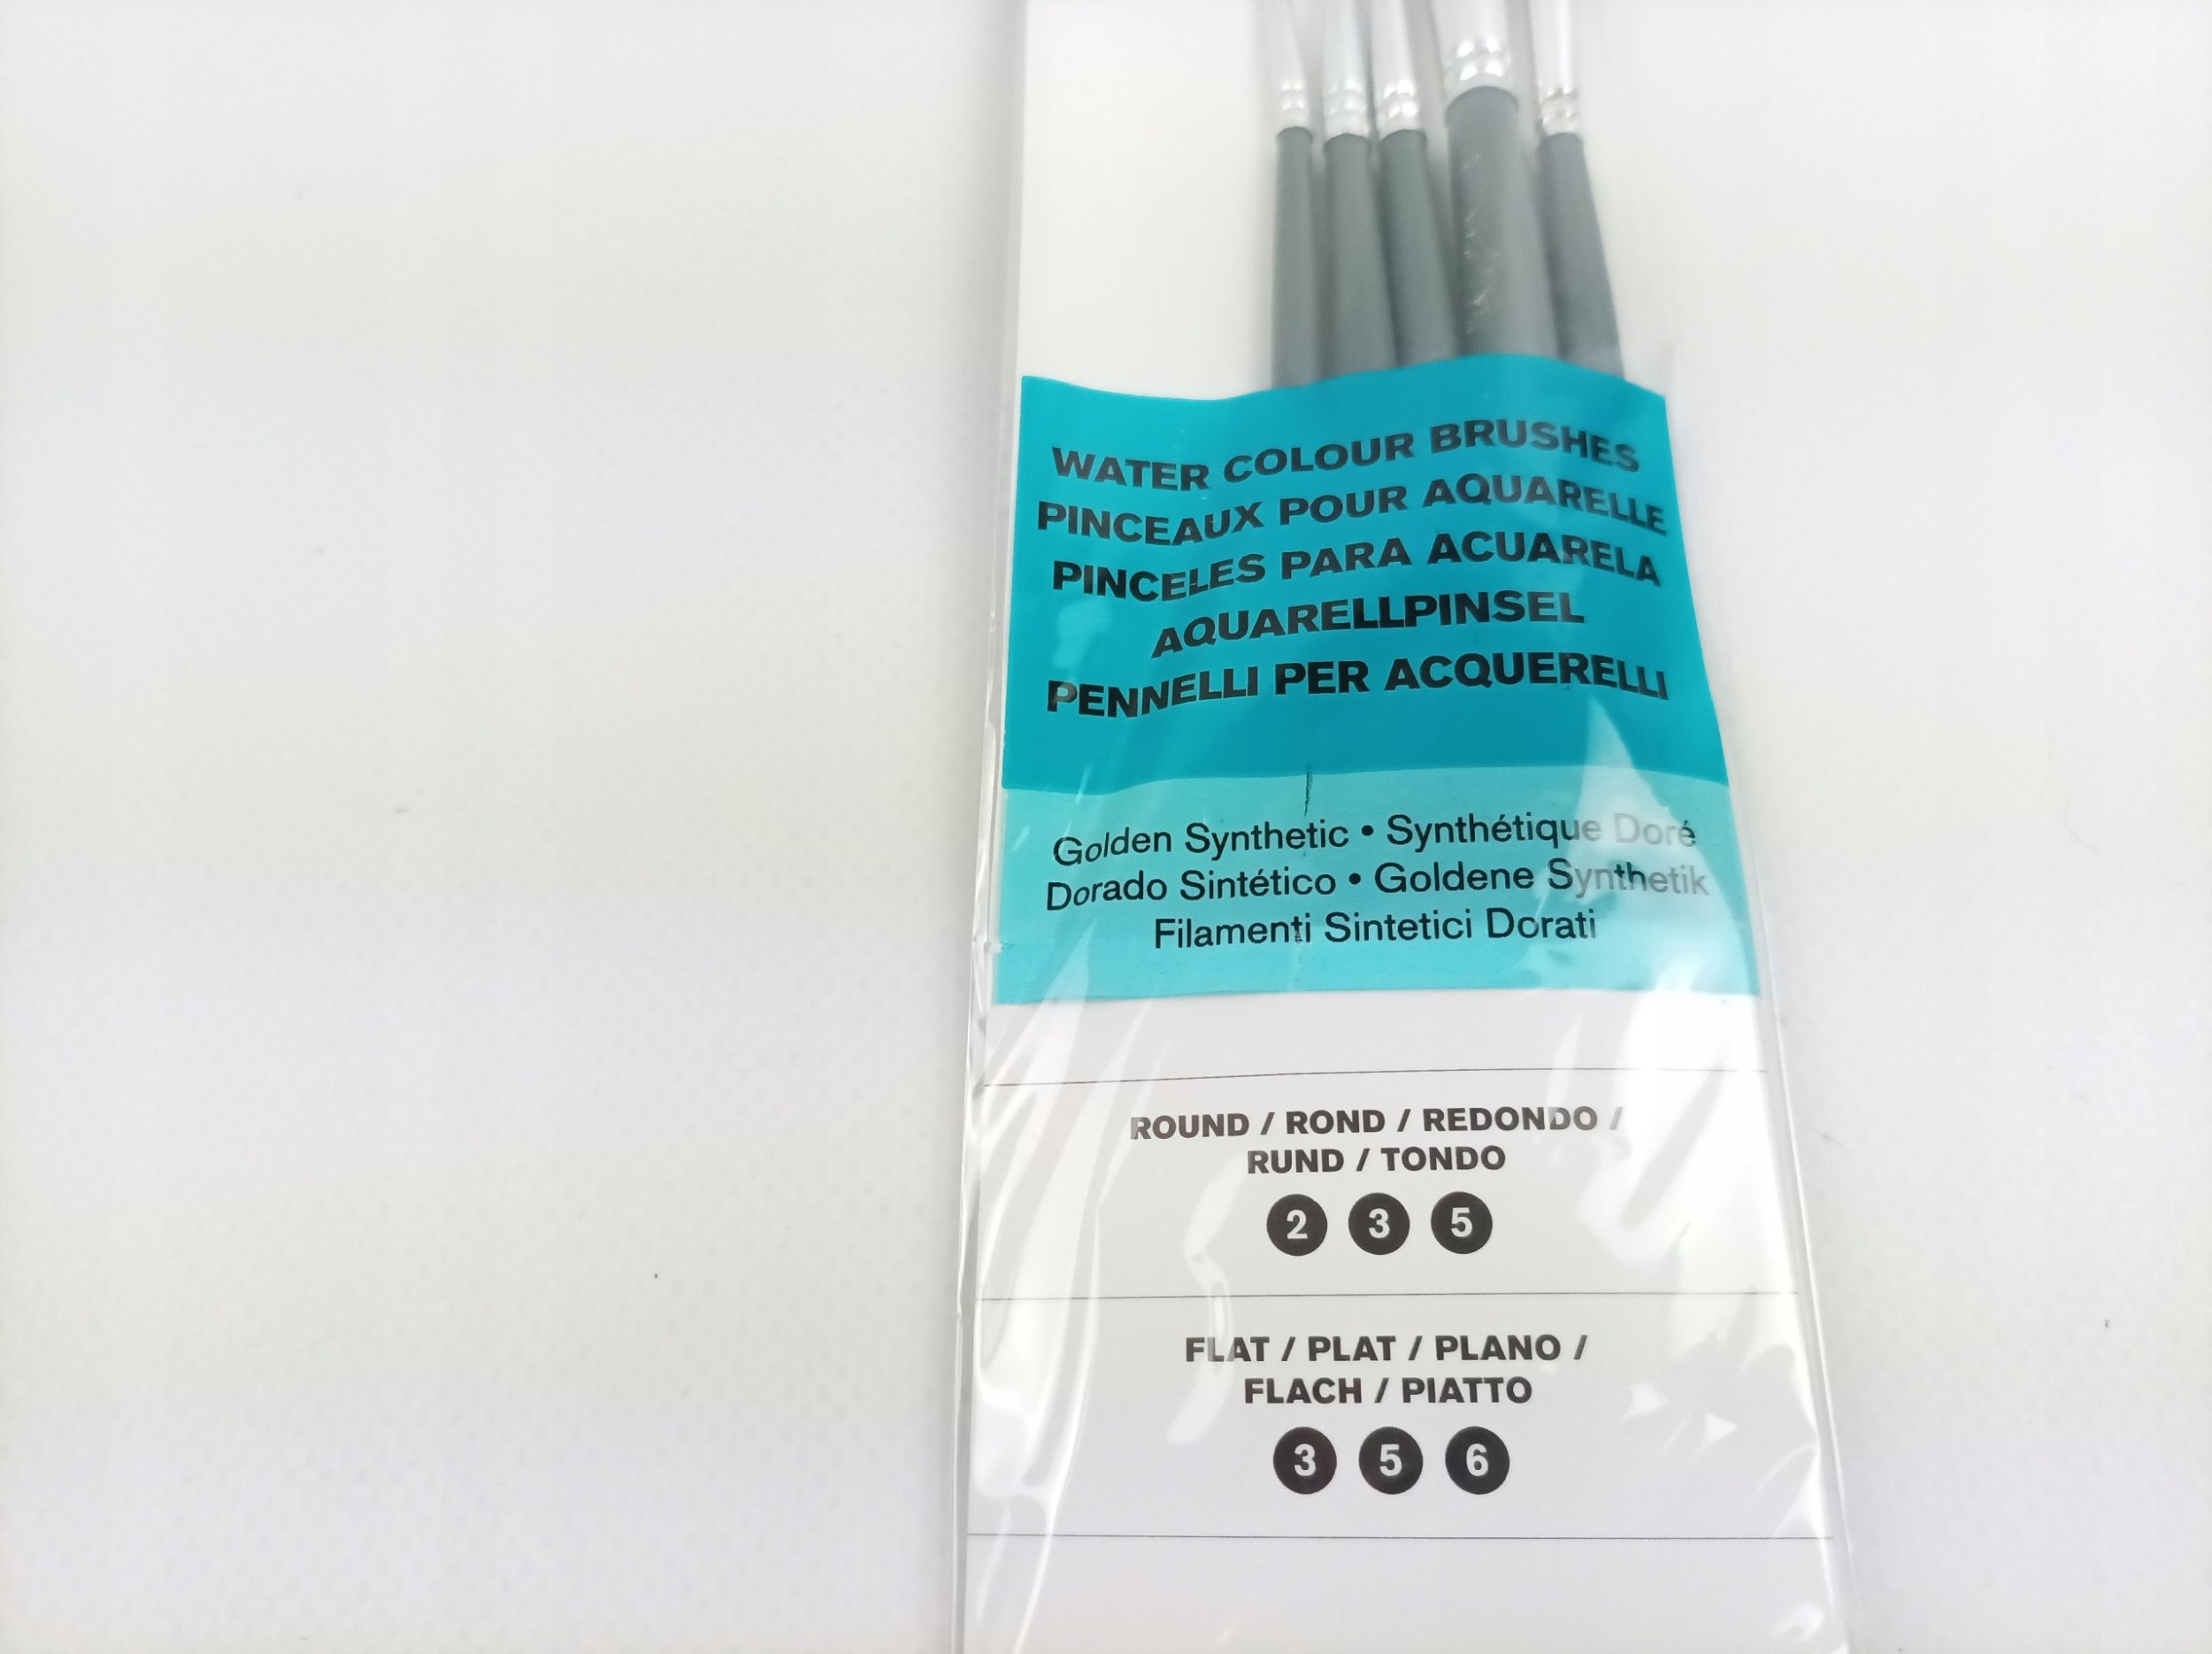 WATER COLOUR BRUSHES
PINCEAUX POUR AQUARELLE
PINCELES PARA ACUARELA
AQUARELLPINSEL
PENNELLI PER ACQUERELLI
Golden Synthetic • Synthétique Doré
Dorado Sintético • Goldene Synthetik
Filamenti Sintetici Dorati
ROUND / ROND / REDONDO /
RUND / TONDO
2 3 5
FLAT / PLAT / PLANO /
FLACH / PIATTO
3 5 6